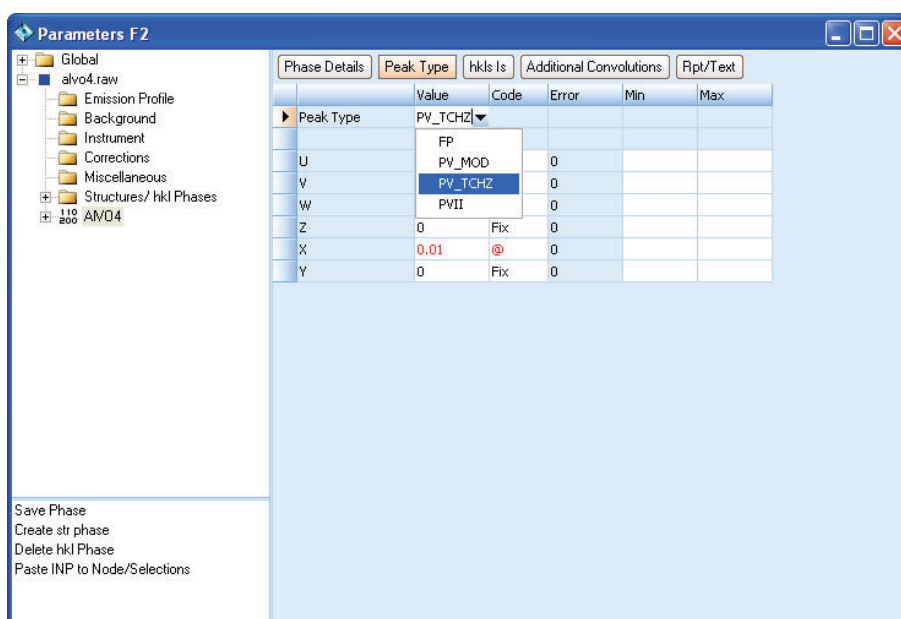 Parameters F2
Global
alvo4.raw
Emission Profile
Background
Instrument
Corrections
Miscellaneous
Structures/ hkl Phases
110
200 AlVO4
Save Phase
Create str phase
Delete hkl Phase
Paste INP to Node/Selections
Phase Details Peak Type hkls Is Additional Convolutions Rpt/Text
Value Code Error Min Max
Peak Type PV_TCHZ
FP
U PV_MOD 0
V PV_TCHZ 0
W PVII 0
Z 0 Fix 0
X 0.01 @ 0
Y 0 Fix 0